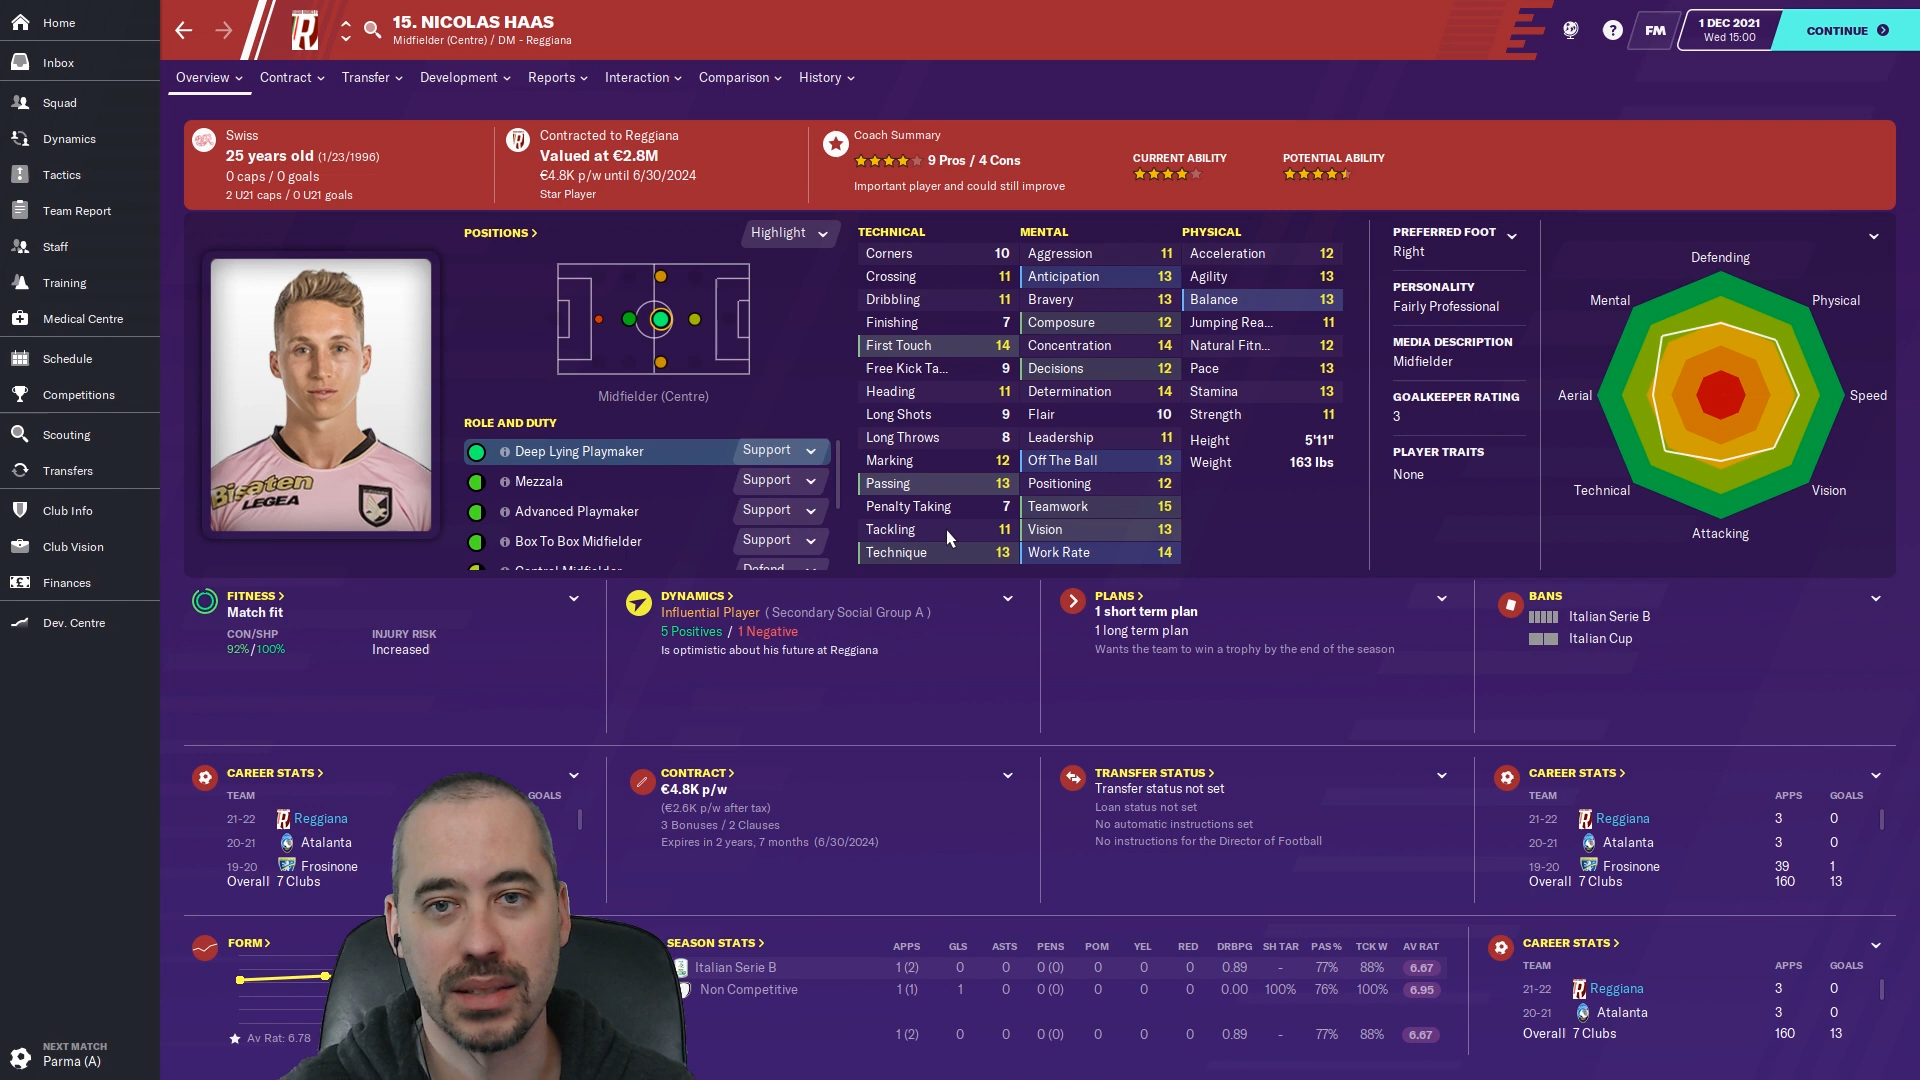 Home
Inbox
Squad
Dynamics
Tactics
Team Report
Staff
Training
Medical Centre
Schedule
Competitions
Scouting
Transfers
Club Info
Club Vision
Finances
Dev. Centre
NEXT MATCH
Parma (A)
15. NICOLAS HAAS
Midfielder (Centre) / DM - Reggiana
FM
1 DEC 2021
Wed 15:00
CONTINUE
Overview Contract Transfer Development Reports Interaction Comparison History
Swiss
25 years old (1/23/1996)
0 caps / 0 goals
2 U21 caps / 0 U21 goals
Contracted to Reggiana
Valued at €2.8M
€4.8K p/w until 6/30/2024
Star Player
Coach Summary
9 Pros / 4 Cons
Important player and could still improve
CURRENT ABILITY
POTENTIAL ABILITY
Bisaten
LEGEA
POSITIONS >
Highlight
Midfielder (Centre)
ROLE AND DUTY
Deep Lying Playmaker Support
Mezzala Support
Advanced Playmaker Support
Box To Box Midfielder Support
Central Midfielder Defend
TECHNICAL
Corners 10
Crossing 11
Dribbling 11
Finishing 7
First Touch 14
Free Kick Ta... 9
Heading 11
Long Shots 9
Long Throws 8
Marking 12
Passing 13
Penalty Taking 7
Tackling 11
Technique 13
MENTAL
Aggression 11
Anticipation 13
Bravery 13
Composure 12
Concentration 14
Decisions 12
Determination 14
Flair 10
Leadership 11
Off The Ball 13
Positioning 12
Teamwork 15
Vision 13
Work Rate 14
PHYSICAL
Acceleration 12
Agility 13
Balance 13
Jumping Rea... 11
Natural Fitn... 12
Pace 13
Stamina 13
Strength 11
Height 5'11"
Weight 163 lbs
PREFERRED FOOT
Right
PERSONALITY
Fairly Professional
MEDIA DESCRIPTION
Midfielder
GOALKEEPER RATING
3
PLAYER TRAITS
None
Defending
Physical
Speed
Vision
Attacking
Technical
Aerial
Mental
FITNESS >
Match fit
CON/SHP
92%/100%
INJURY RISK
Increased
DYNAMICS >
Influential Player ( Secondary Social Group A )
5 Positives / 1 Negative
Is optimistic about his future at Reggiana
PLANS >
1 short term plan
1 long term plan
Wants the team to win a trophy by the end of the season
BANS
Italian Serie B
Italian Cup
CAREER STATS >
TEAM GOALS
21-22 Reggiana
20-21 Atalanta
19-20 Frosinone
Overall 7 Clubs
CONTRACT >
€4.8K p/w
(€2.6K p/w after tax)
3 Bonuses / 2 Clauses
Expires in 2 years, 7 months (6/30/2024)
TRANSFER STATUS >
Transfer status not set
Loan status not set
No automatic instructions set
No instructions for the Director of Football
CAREER STATS >
TEAM APPS GOALS
21-22 Reggiana 3 0
20-21 Atalanta 3 0
19-20 Frosinone 39 1
Overall 7 Clubs 160 13
FORM >
Av Rat: 6.78
SEASON STATS > APPS GLS ASTS PENS POM YEL RED DRBPG SH TAR PAS % TCK W AV RAT
Italian Serie B 1 (2) 0 0 0 (0) 0 0 0 0.89 - 77% 88% 6.67
Non Competitive 1 (1) 1 0 0 (0) 0 0 0 0.00 100% 76% 100% 6.95
1 (2) 0 0 0 (0) 0 0 0 0.89 - 77% 88% 6.67
CAREER STATS >
TEAM APPS GOALS
21-22 Reggiana 3 0
20-21 Atalanta 3 0
Overall 7 Clubs 160 13